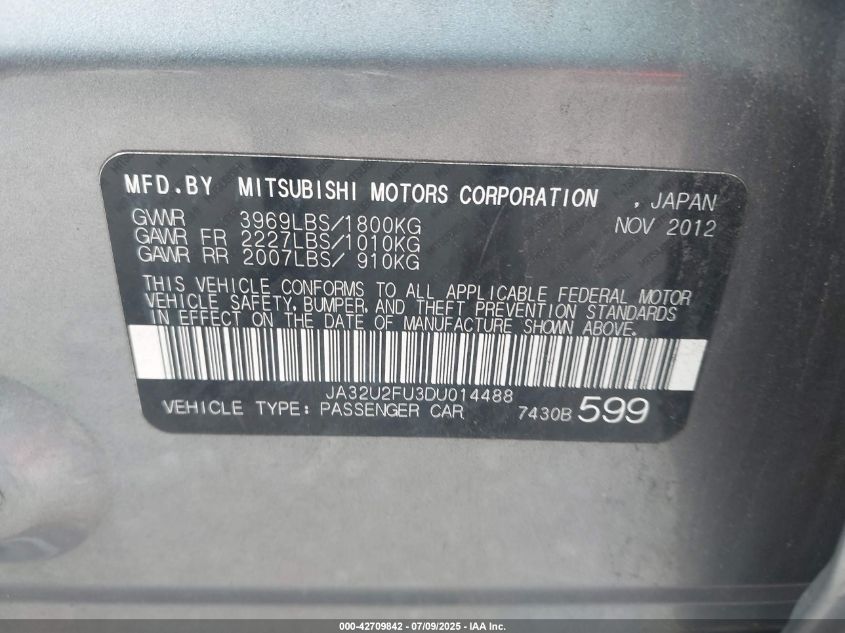 MFD.BY MITSUBISHI MOTORS CORPORATION , JAPAN
GVWR 3969LBS/1800KG NOV 2012
GAWR FR 2227LBS/1010KG
GAWR RR 2007LBS/ 910KG
THIS VEHICLE CONFORMS TO ALL APPLICABLE FEDERAL MOTOR
VEHICLE SAFETY, BUMPER, AND THEFT PREVENTION STANDARDS
IN EFFECT ON THE DATE OF MANUFACTURE SHOWN ABOVE.
JA32U2FU3DU014488
VEHICLE TYPE: PASSENGER CAR 7430B 599
000-42709842 / 07/09/2025 - IAA Inc.